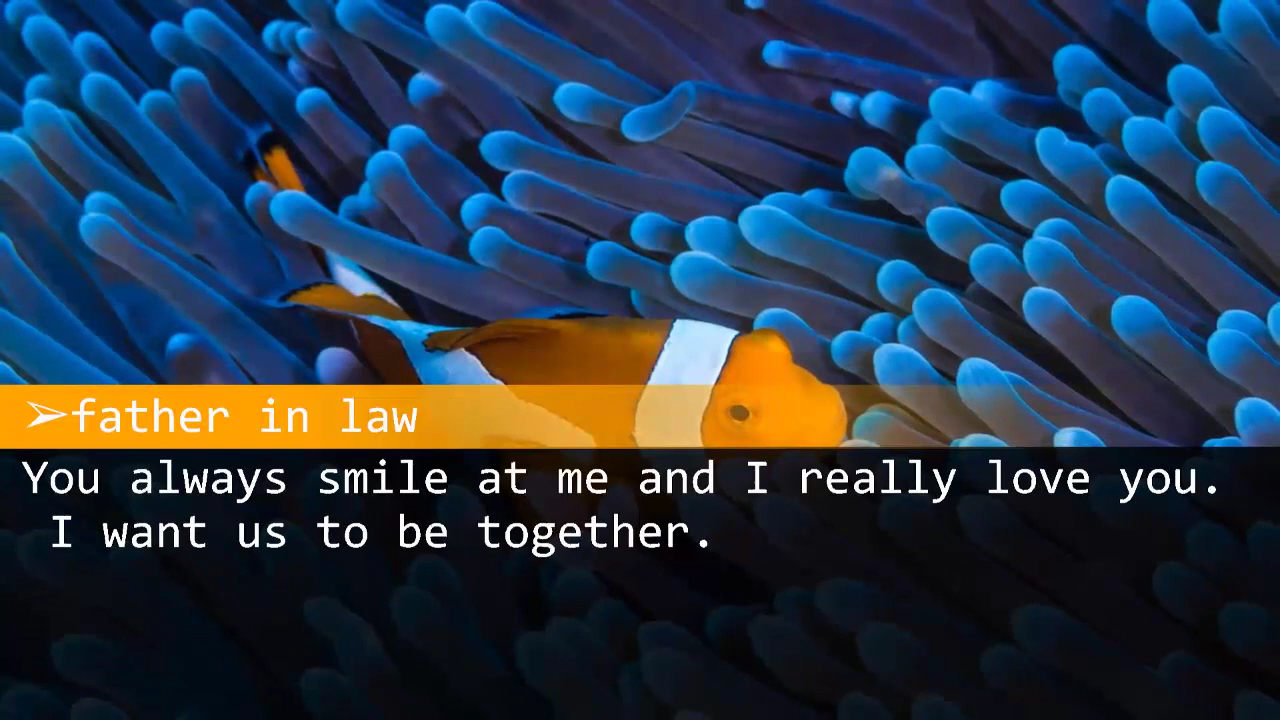 ➢father in law
You always smile at me and I really love you.
I want us to be together.